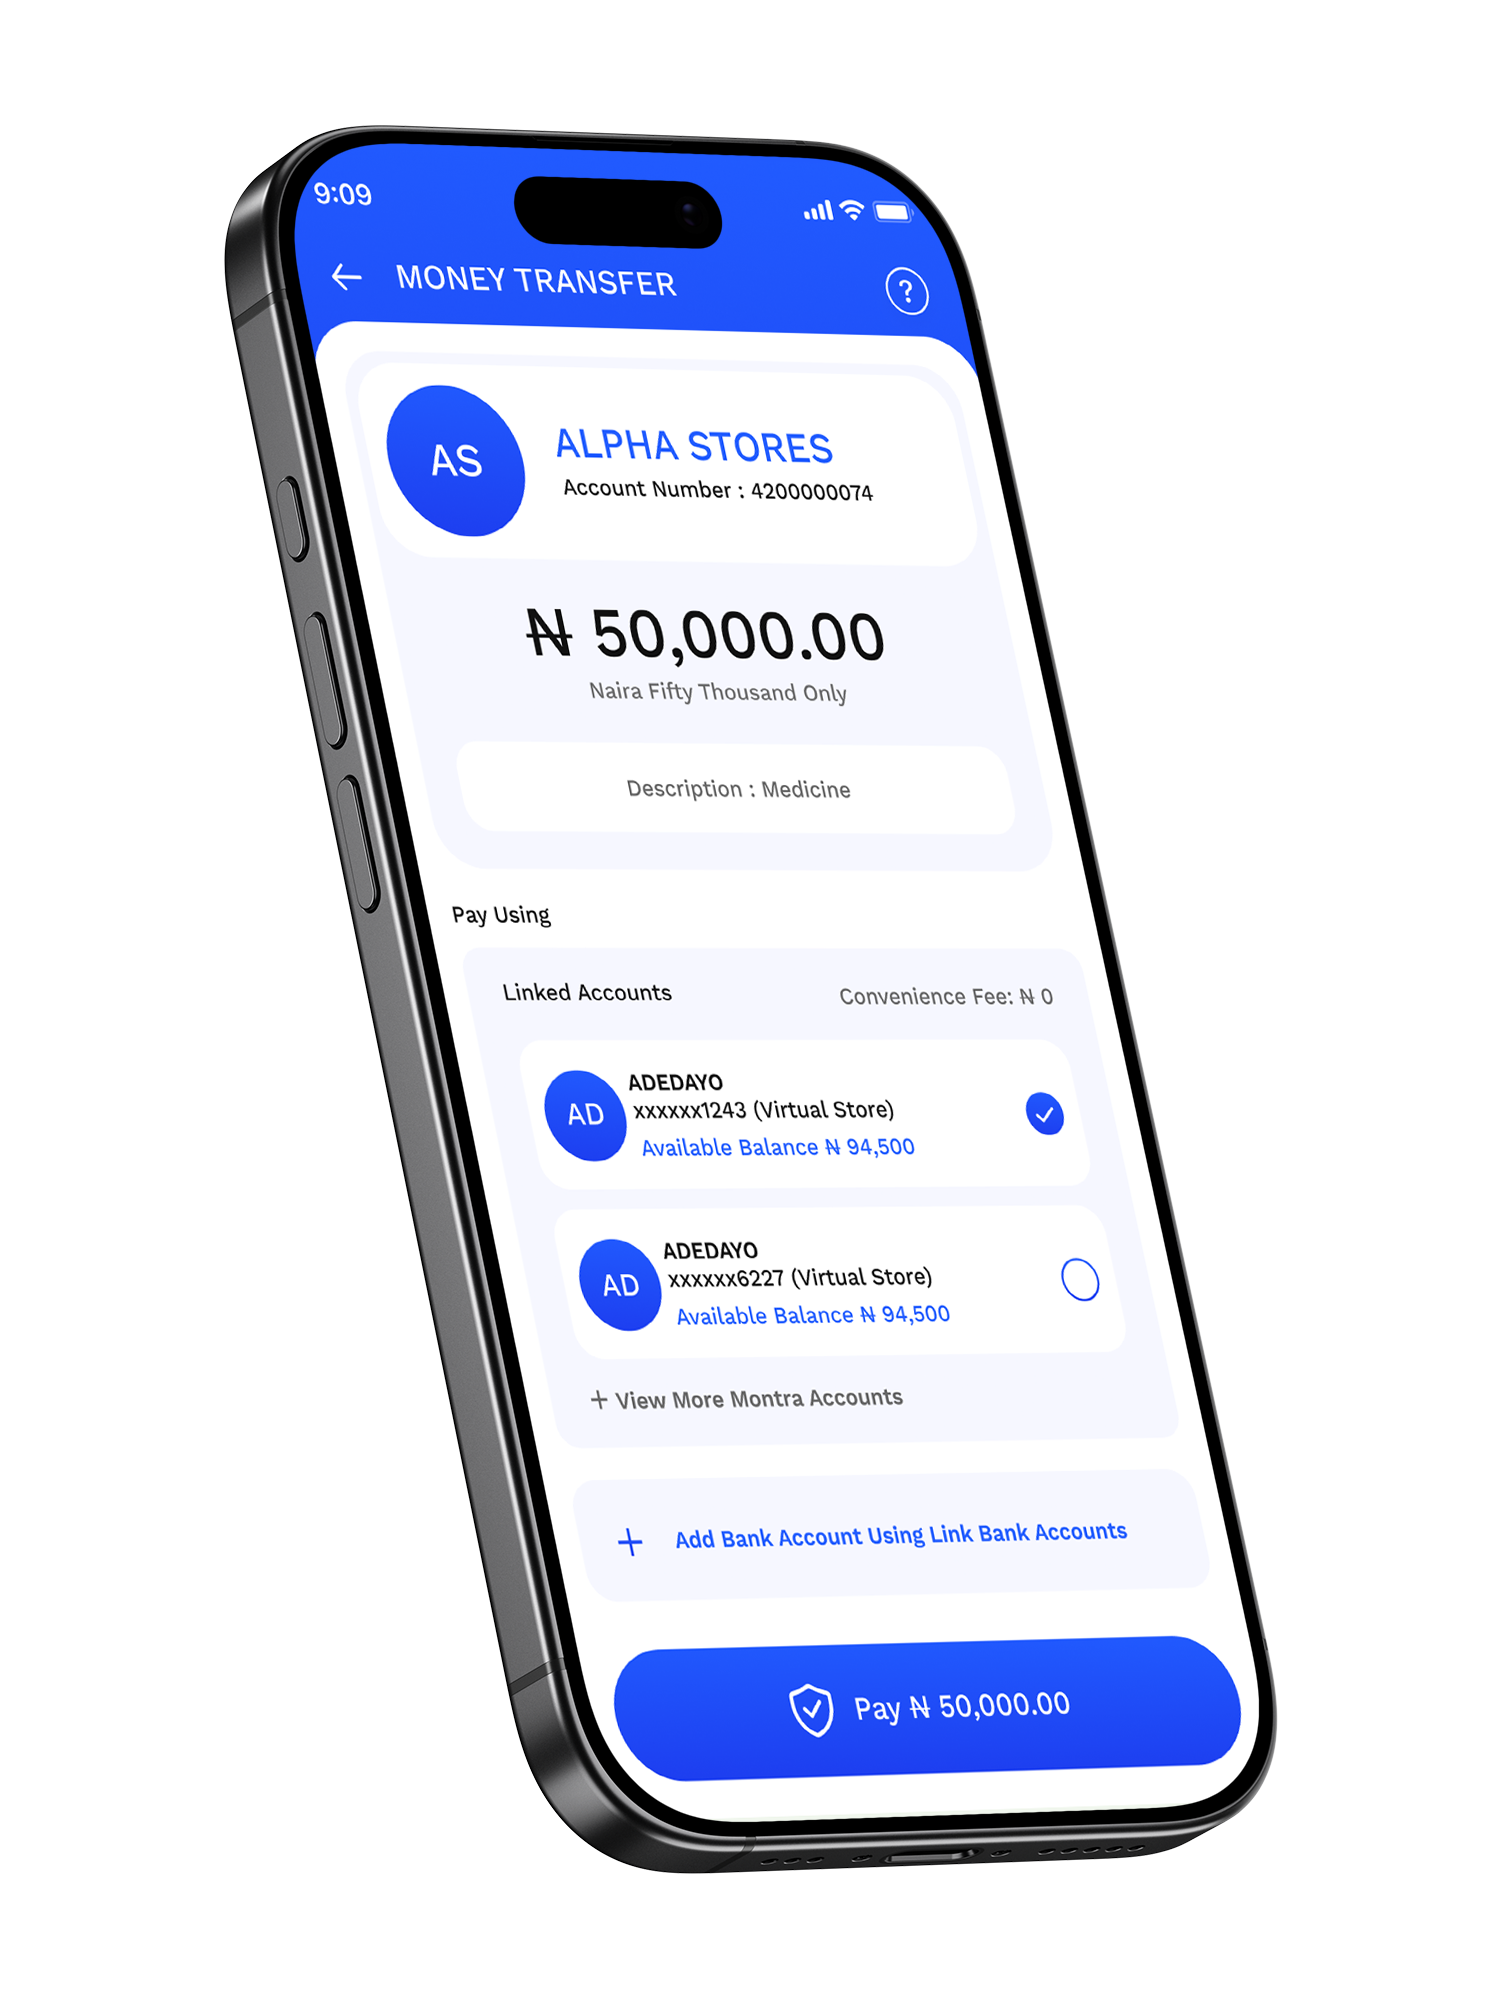 9:09
MONEY TRANSFER
?
AS
ALPHA STORES
Account Number : 4200000074
₦ 50,000.00
Naira Fifty Thousand Only
Description : Medicine
Pay Using
Linked Accounts
Convenience Fee: ₦ 0
AD
ADEDAYO
xxxxxx1243 (Virtual Store)
Available Balance ₦ 94,500
AD
ADEDAYO
xxxxxx6227 (Virtual Store)
Available Balance ₦ 94,500
+ View More Montra Accounts
+ Add Bank Account Using Link Bank Accounts
Pay ₦ 50,000.00